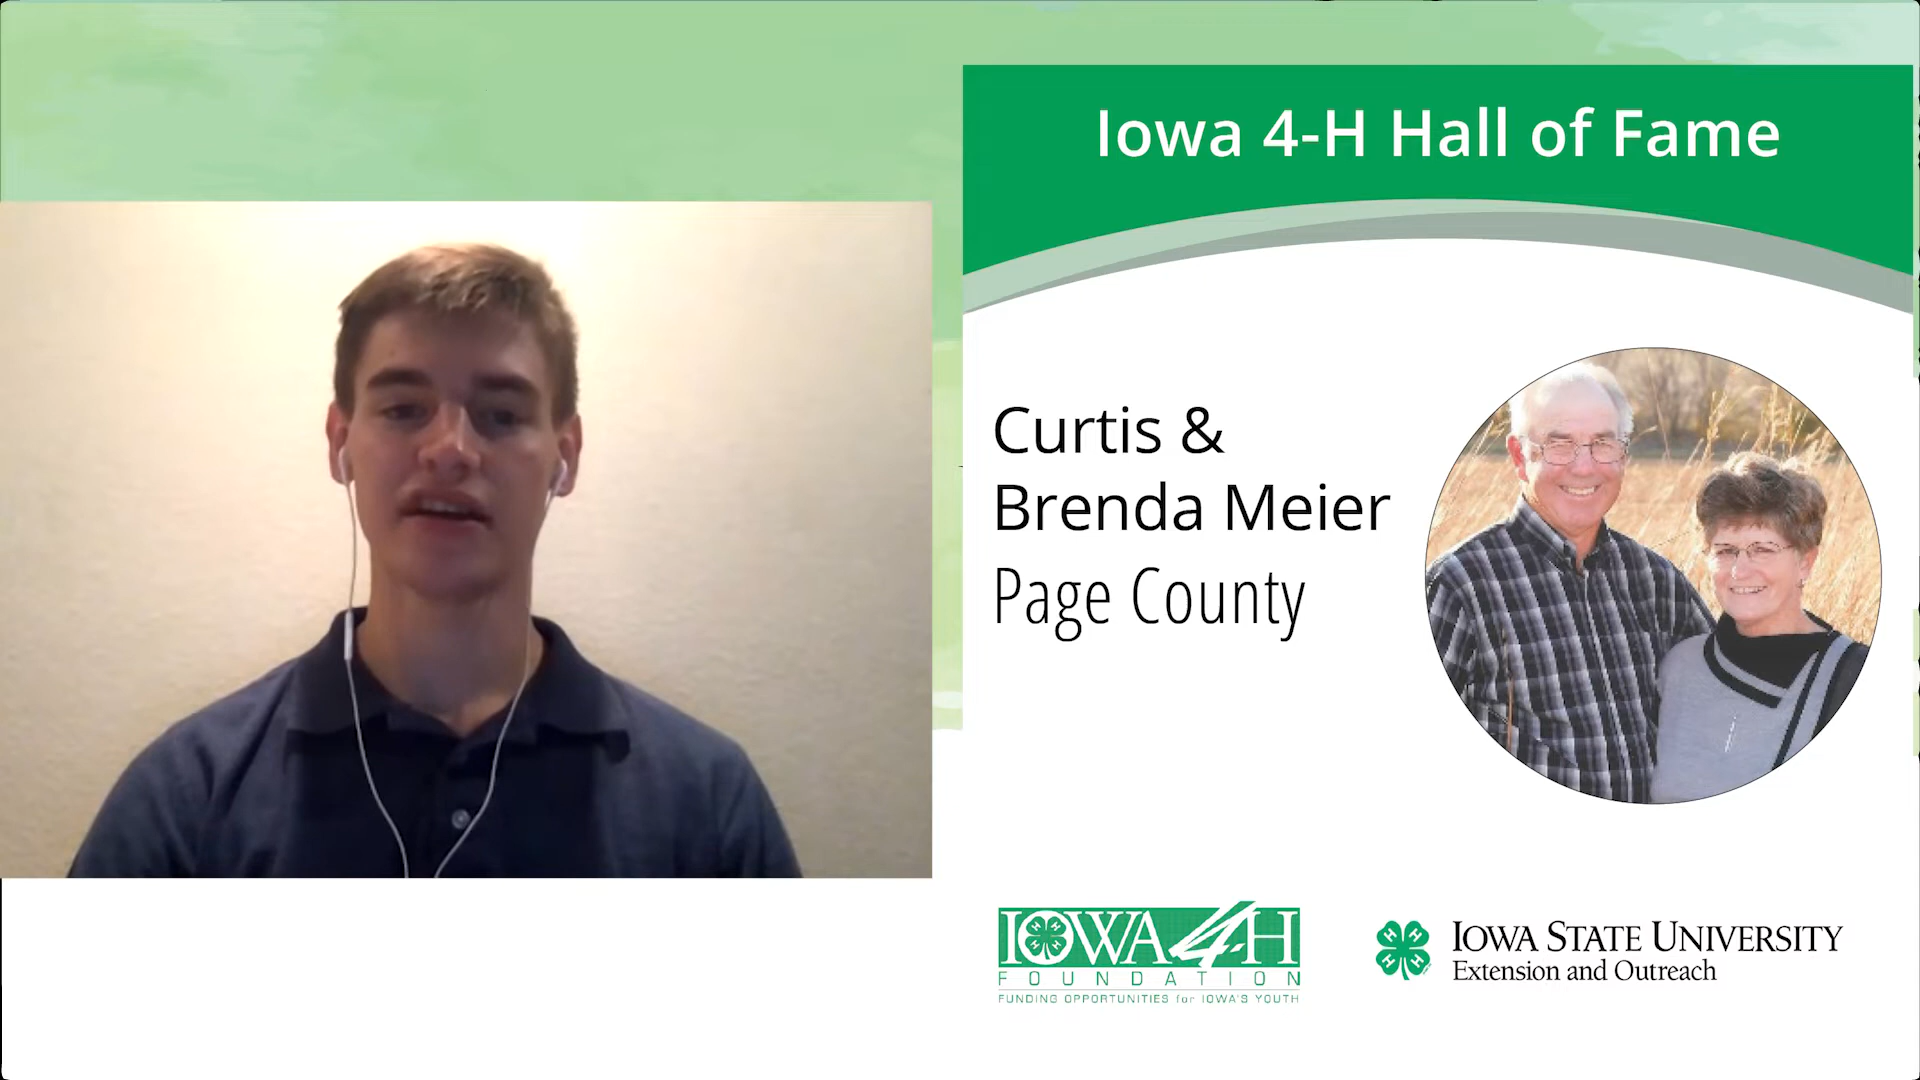 Iowa 4-H Hall of Fame
Curtis &
Brenda Meier
Page County
IOWA 4-H
FOUNDATION
FUNDING OPPORTUNITIES for IOWA'S YOUTH
H H H H
IOWA STATE UNIVERSITY
Extension and Outreach